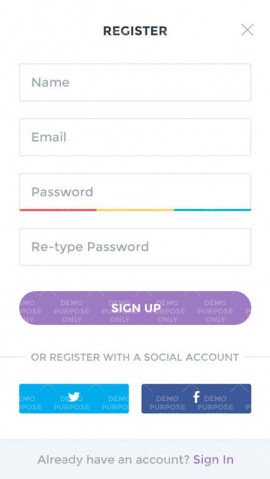 REGISTER
Name
Email
Password
Re-type Password
DEMO PURPOSE ONLY DEMO PURPOSE ONLY DEMO PURPOSE ONLY DEMO PURPOSE ONLY
SIGN UP
OR REGISTER WITH A SOCIAL ACCOUNT
DEMO PURPOSE DEMO PURPOSE DEMO PURPOSE DEMO PURPOSE
Already have an account? Sign In